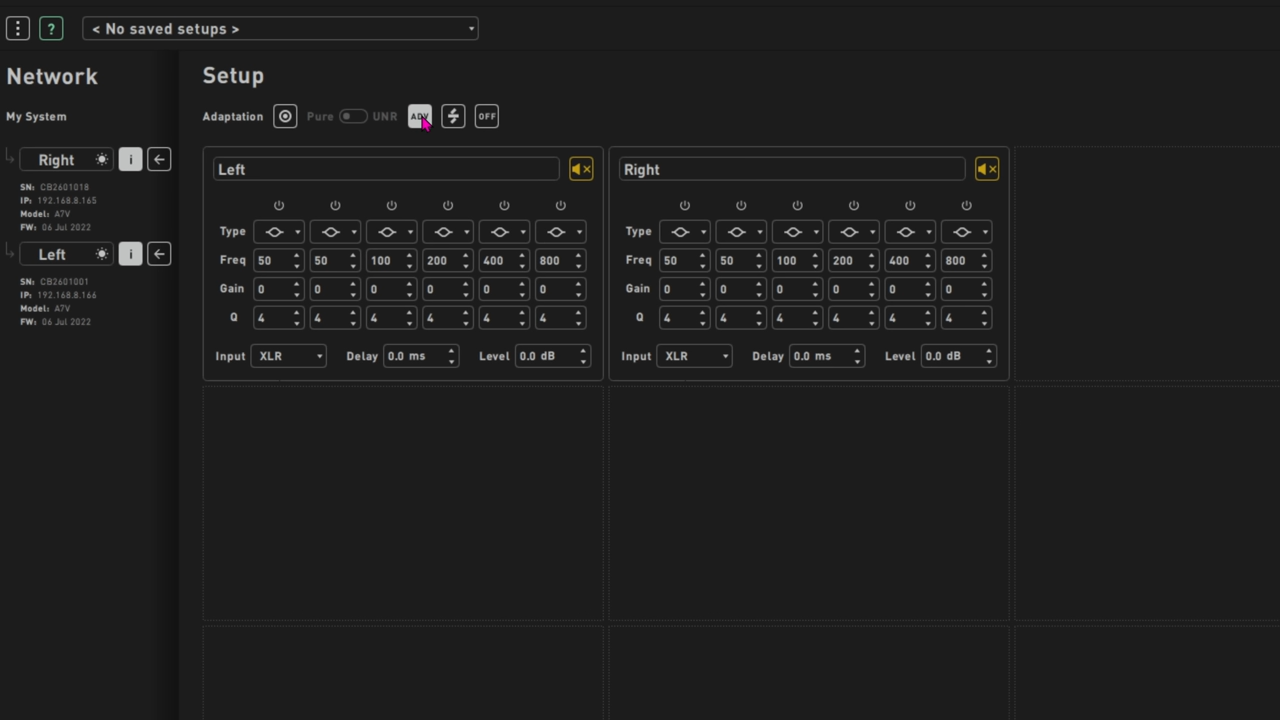 ?
< No saved setups >
Network
My System
Right i
SN: CB2601018
IP: 192.168.8.165
Model: A7V
FW: 06 Jul 2022
Left i
SN: CB2601001
IP: 192.168.8.166
Model: A7V
FW: 06 Jul 2022
Setup
Adaptation Pure UNR ADV OFF
Left
Type
Freq 50 50 100 200 400 800
Gain 0 0 0 0 0 0
Q 4 4 4 4 4 4
Input XLR Delay 0.0 ms Level 0.0 dB
Right
Type
Freq 50 50 100 200 400 800
Gain 0 0 0 0 0 0
Q 4 4 4 4 4 4
Input XLR Delay 0.0 ms Level 0.0 dB